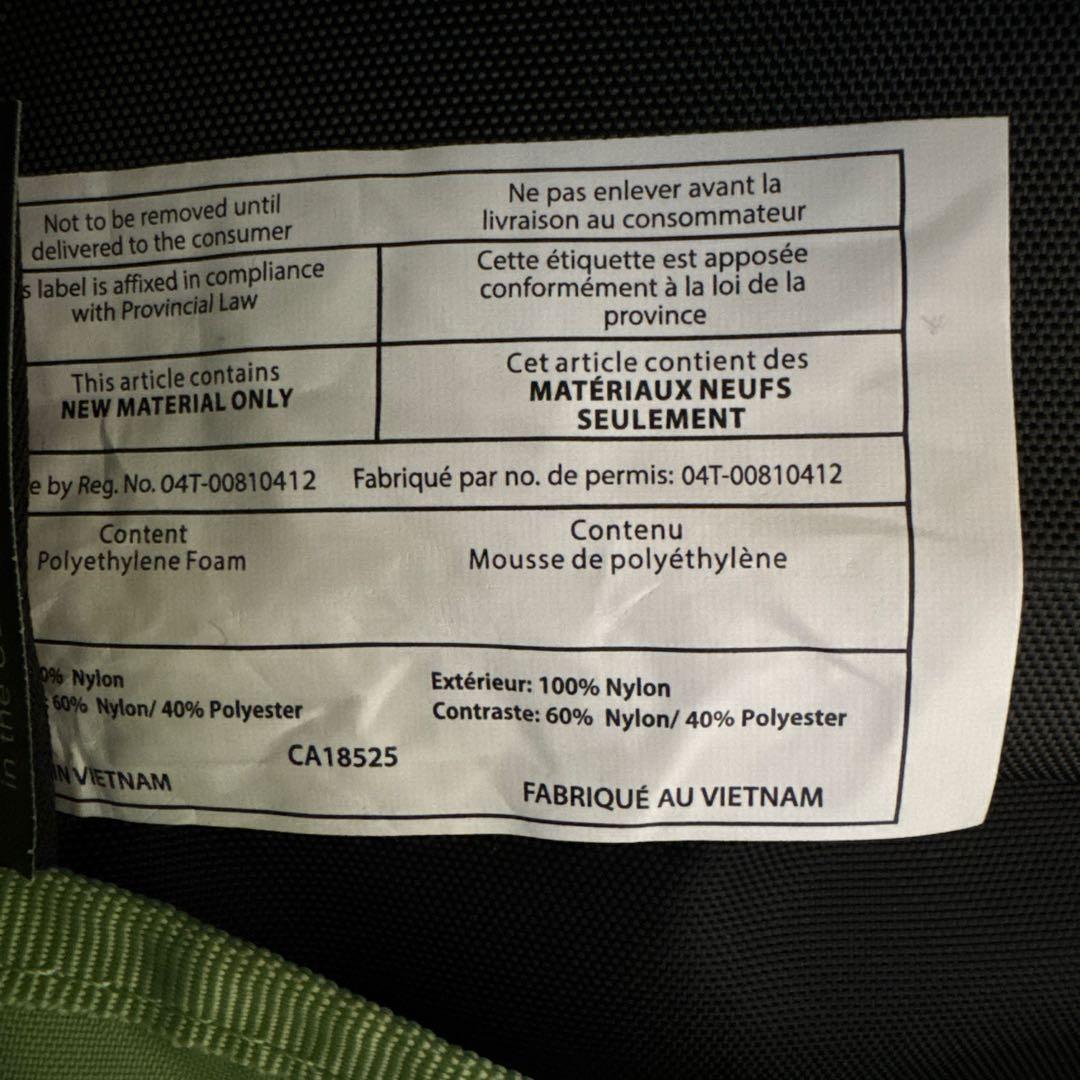 Not to be removed until
delivered to the consumer
Ne pas enlever avant la
livraison au consommateur
s label is affixed in compliance
with Provincial Law
Cette étiquette est apposée
conformément à la loi de la
province
This article contains
NEW MATERIAL ONLY
Cet article contient des
MATÉRIAUX NEUFS
SEULEMENT
e by Reg. No. 04T-00810412
Fabriqué par no. de permis: 04T-00810412
Content
Polyethylene Foam
Contenu
Mousse de polyéthylène
0% Nylon
60% Nylon/ 40% Polyester
Extérieur: 100% Nylon
Contraste: 60% Nylon/ 40% Polyester
CA18525
IN VIETNAM
FABRIQUÉ AU VIETNAM
in the